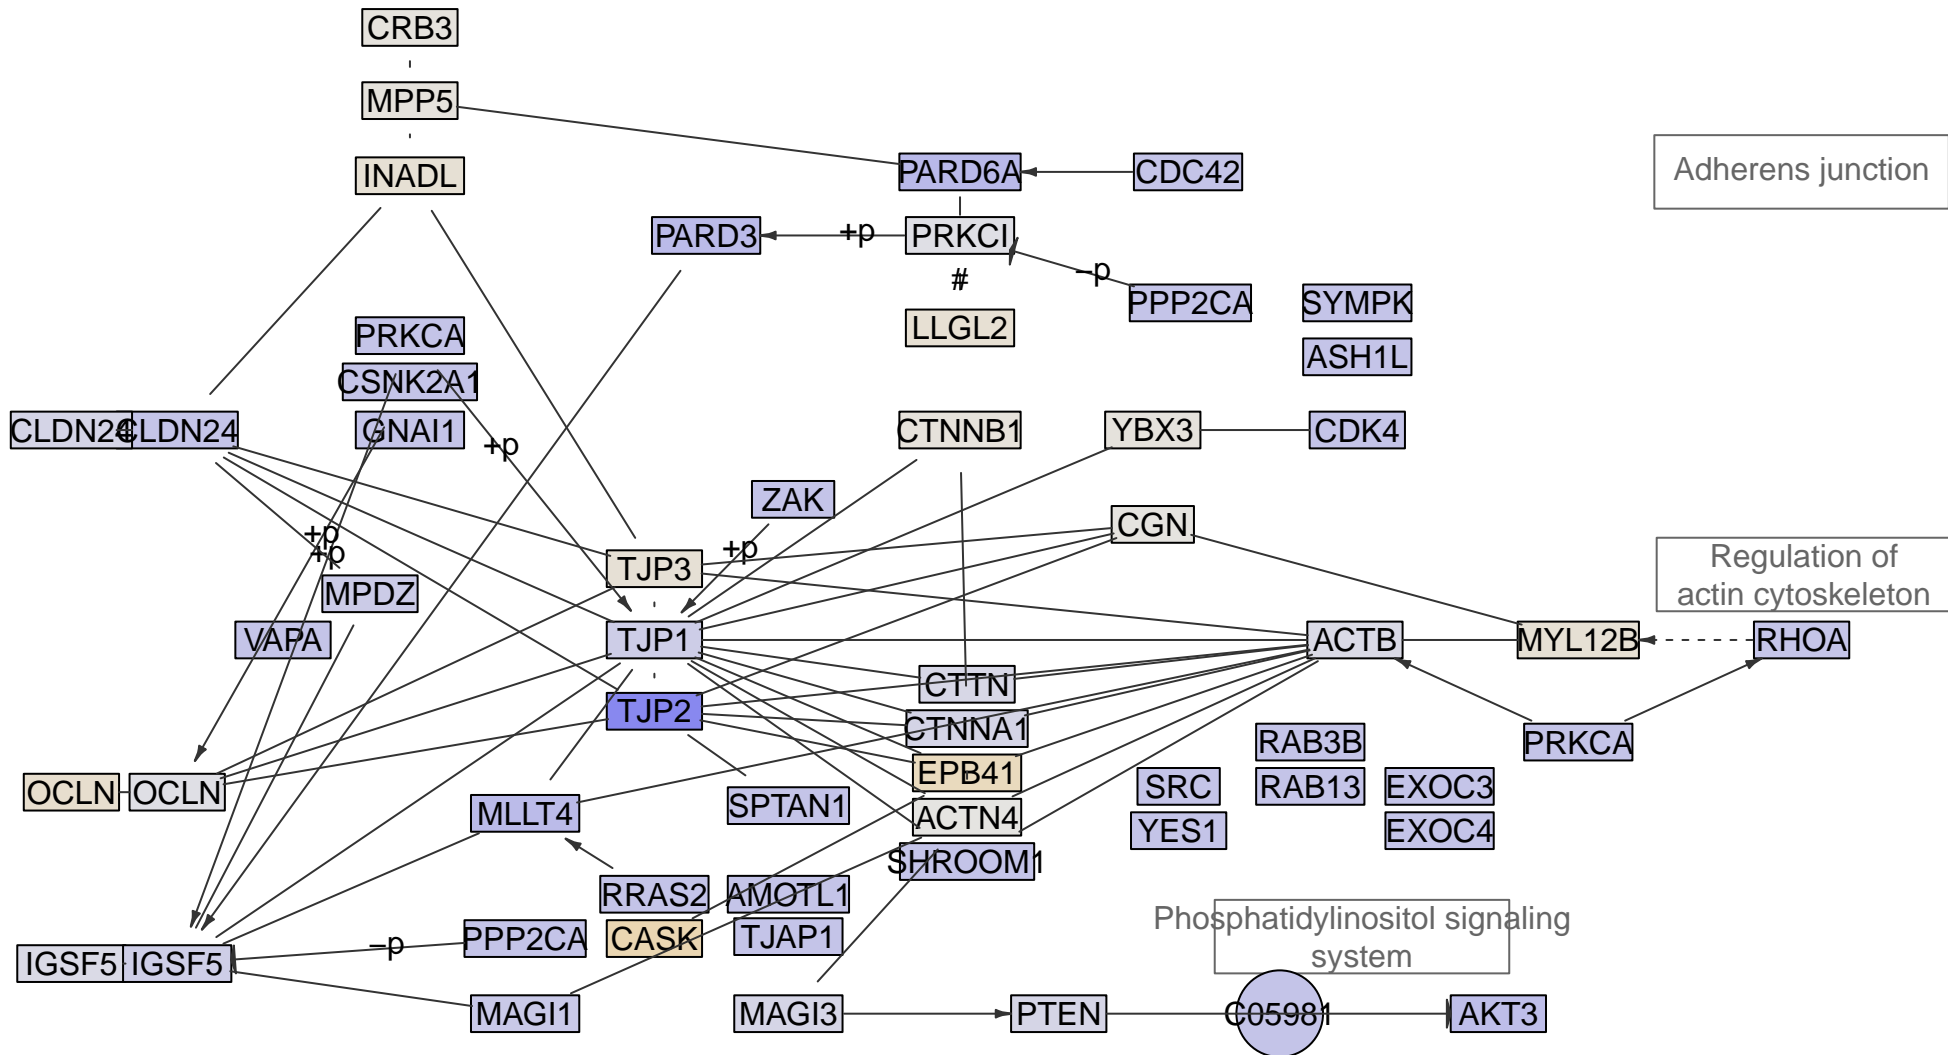 CRB3
MPP5
INADL
PARD6A
CDC42
Adherens junction
PARD3
+p
PRKCI
#
−p
PPP2CA
SYMPK
LLGL2
PRKCA
ASH1L
CSNK2A1
CLDN24
CLDN24
GNAI1
+p
CTNNB1
YBX3
CDK4
ZAK
CGN
+p
+p
+p
TJP3
Regulation of
actin cytoskeleton
MPDZ
VAPA
TJP1
ACTB
MYL12B
RHOA
CTTN
TJP2
CTNNA1
RAB3B
PRKCA
EPB41
OCLN
OCLN
SRC
RAB13
EXOC3
MLLT4
SPTAN1
ACTN4
YES1
EXOC4
SHROOM1
RRAS2
AMOTL1
Phosphatidylinositol signaling
system
PPP2CA
CASK
TJAP1
−p
IGSF5
IGSF5
MAGI1
MAGI3
PTEN
C05981
AKT3